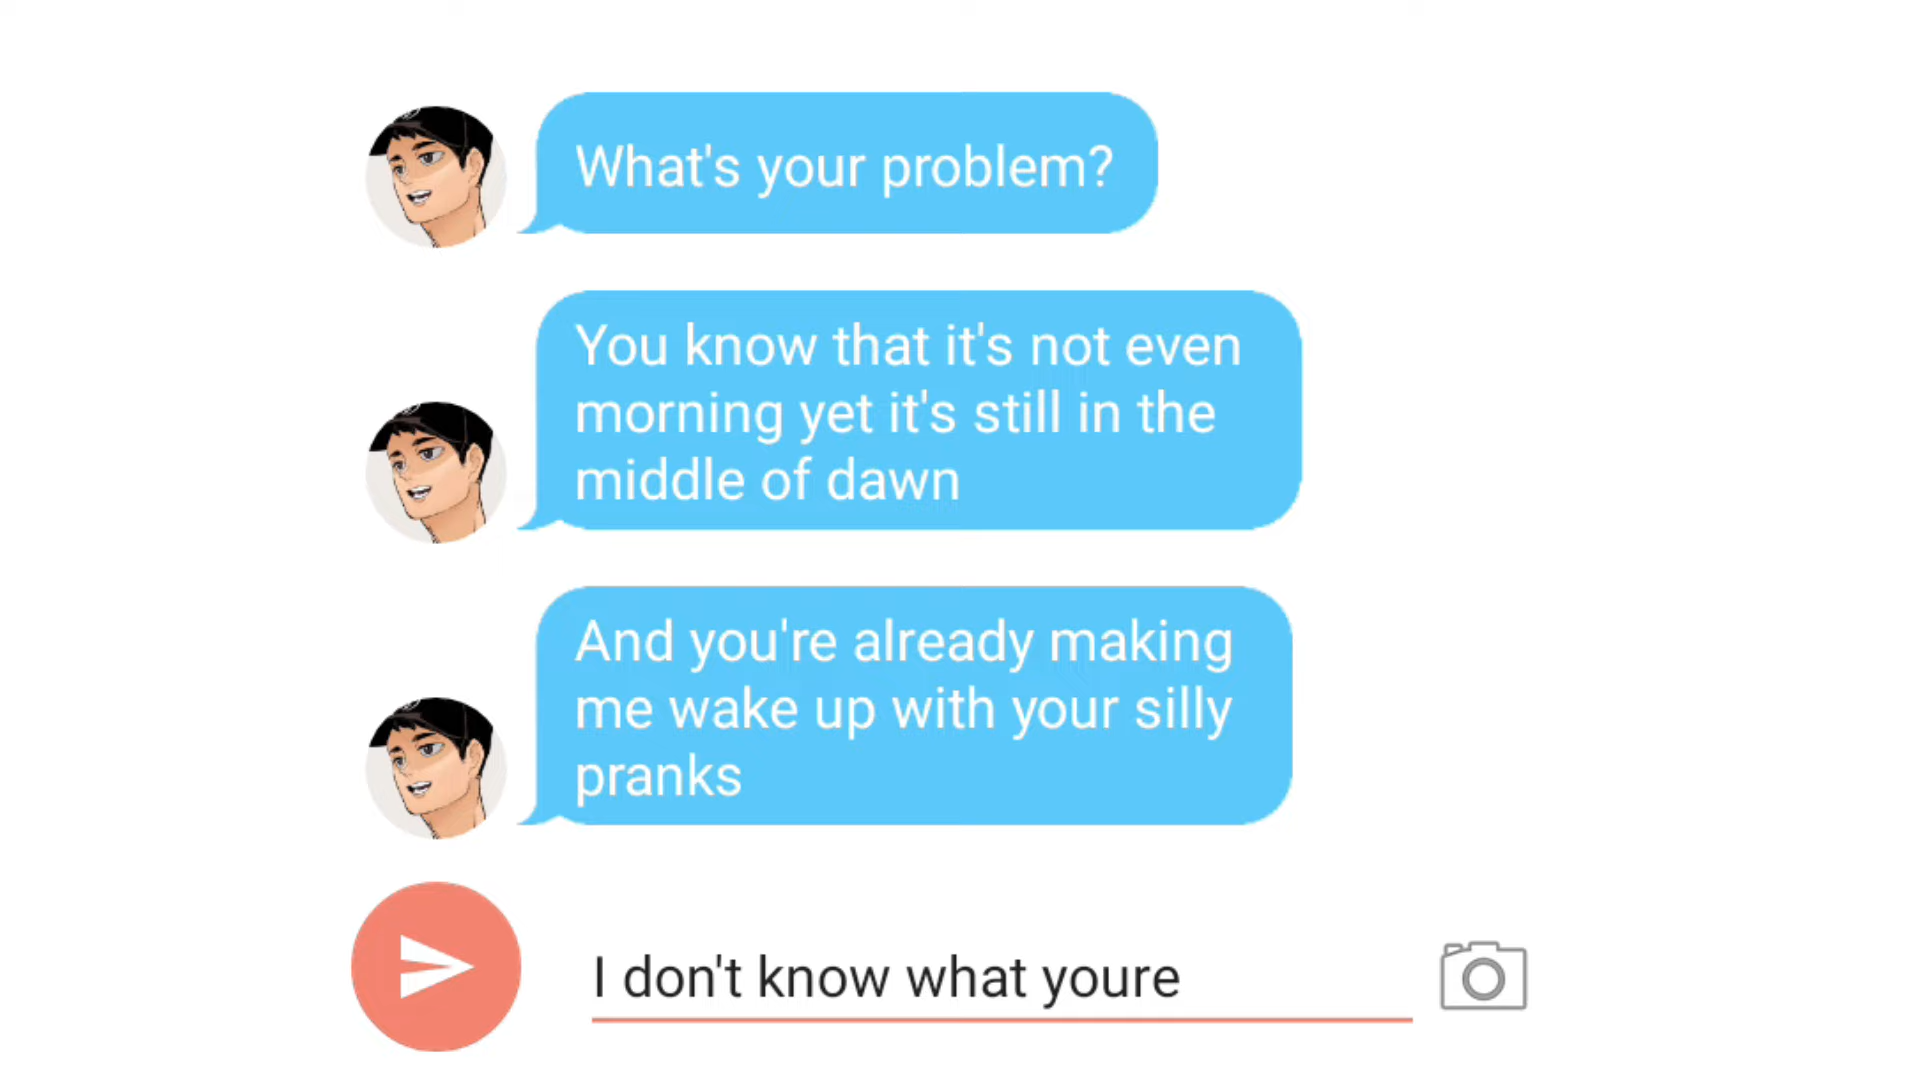 What's your problem?
You know that it's not even
morning yet it's still in the
middle of dawn
And you're already making
me wake up with your silly
pranks
I don't know what youre